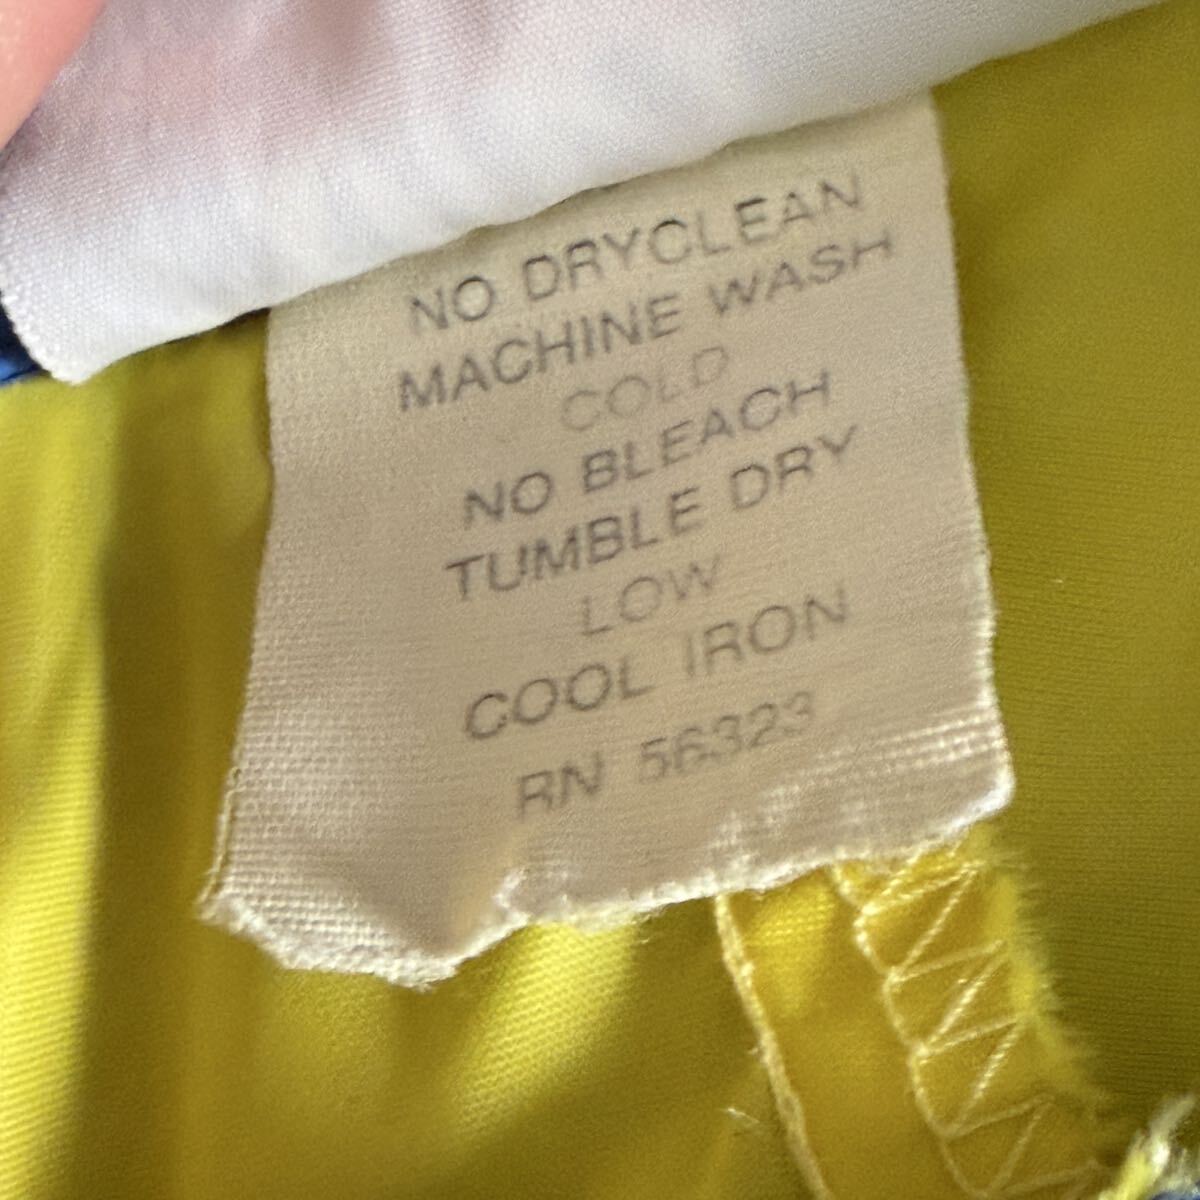 NO DRYCLEAN
MACHINE WASH
COLD
NO BLEACH
TUMBLE DRY
LOW
COOL IRON
RN 56323